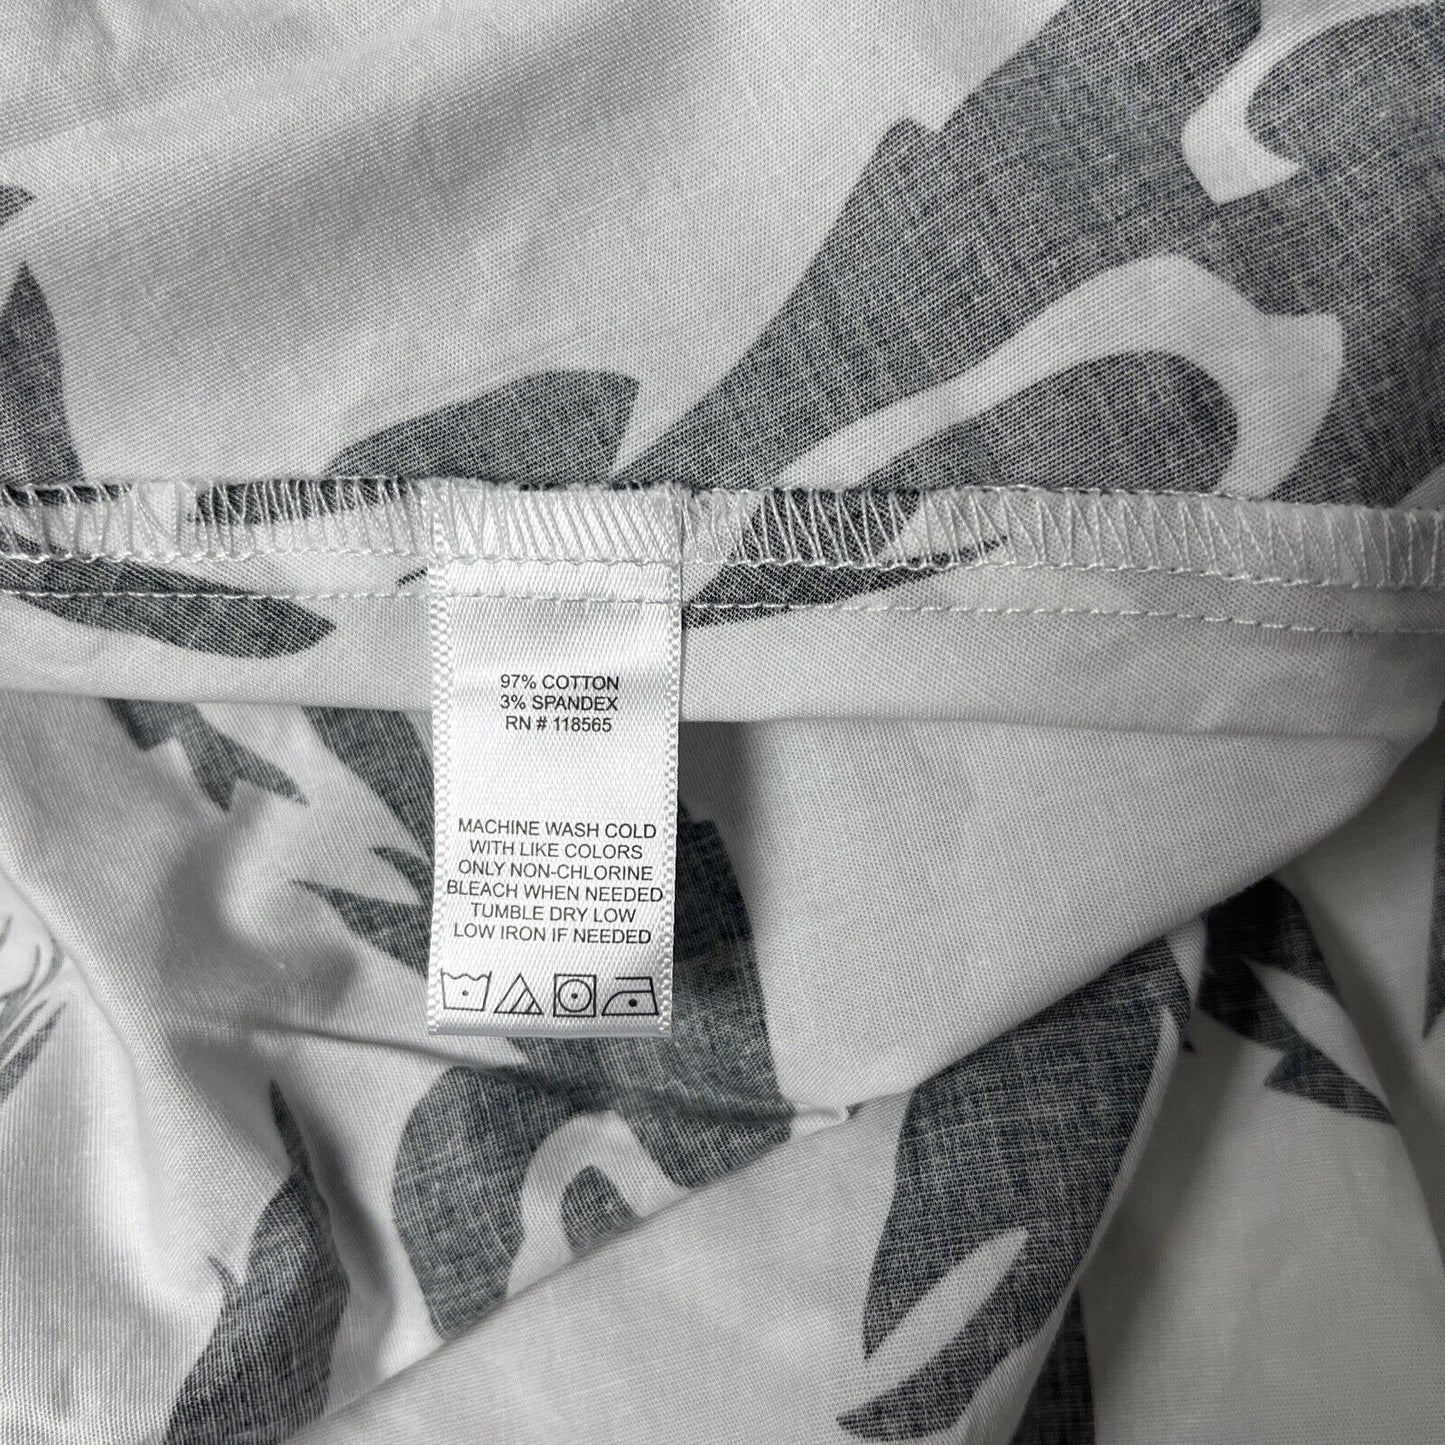 97% COTTON
3% SPANDEX
RN # 118565
MACHINE WASH COLD
WITH LIKE COLORS
ONLY NON-CHLORINE
BLEACH WHEN NEEDED
TUMBLE DRY LOW
LOW IRON IF NEEDED